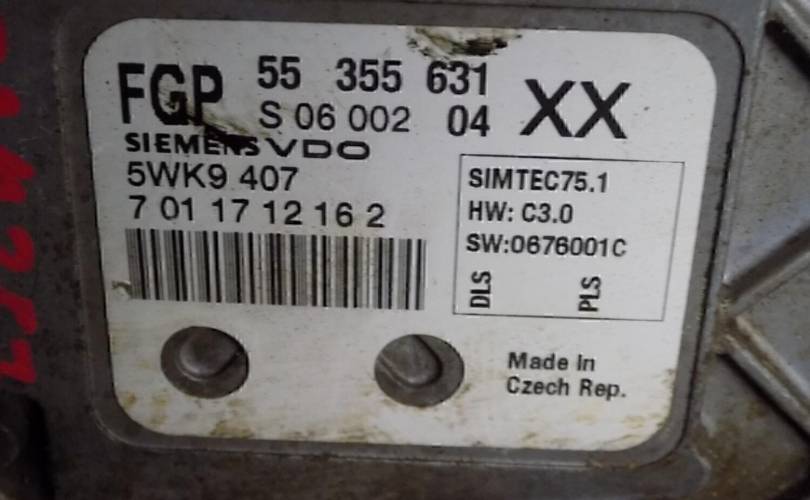 FGP 55 355 631 XX
S 06 002 04
SIEMENS VDO
5WK9 407
7 01 17 12 16 2
SIMTEC75.1
HW: C3.0
SW:0676001C
DLS PLS
Made in
Czech Rep.